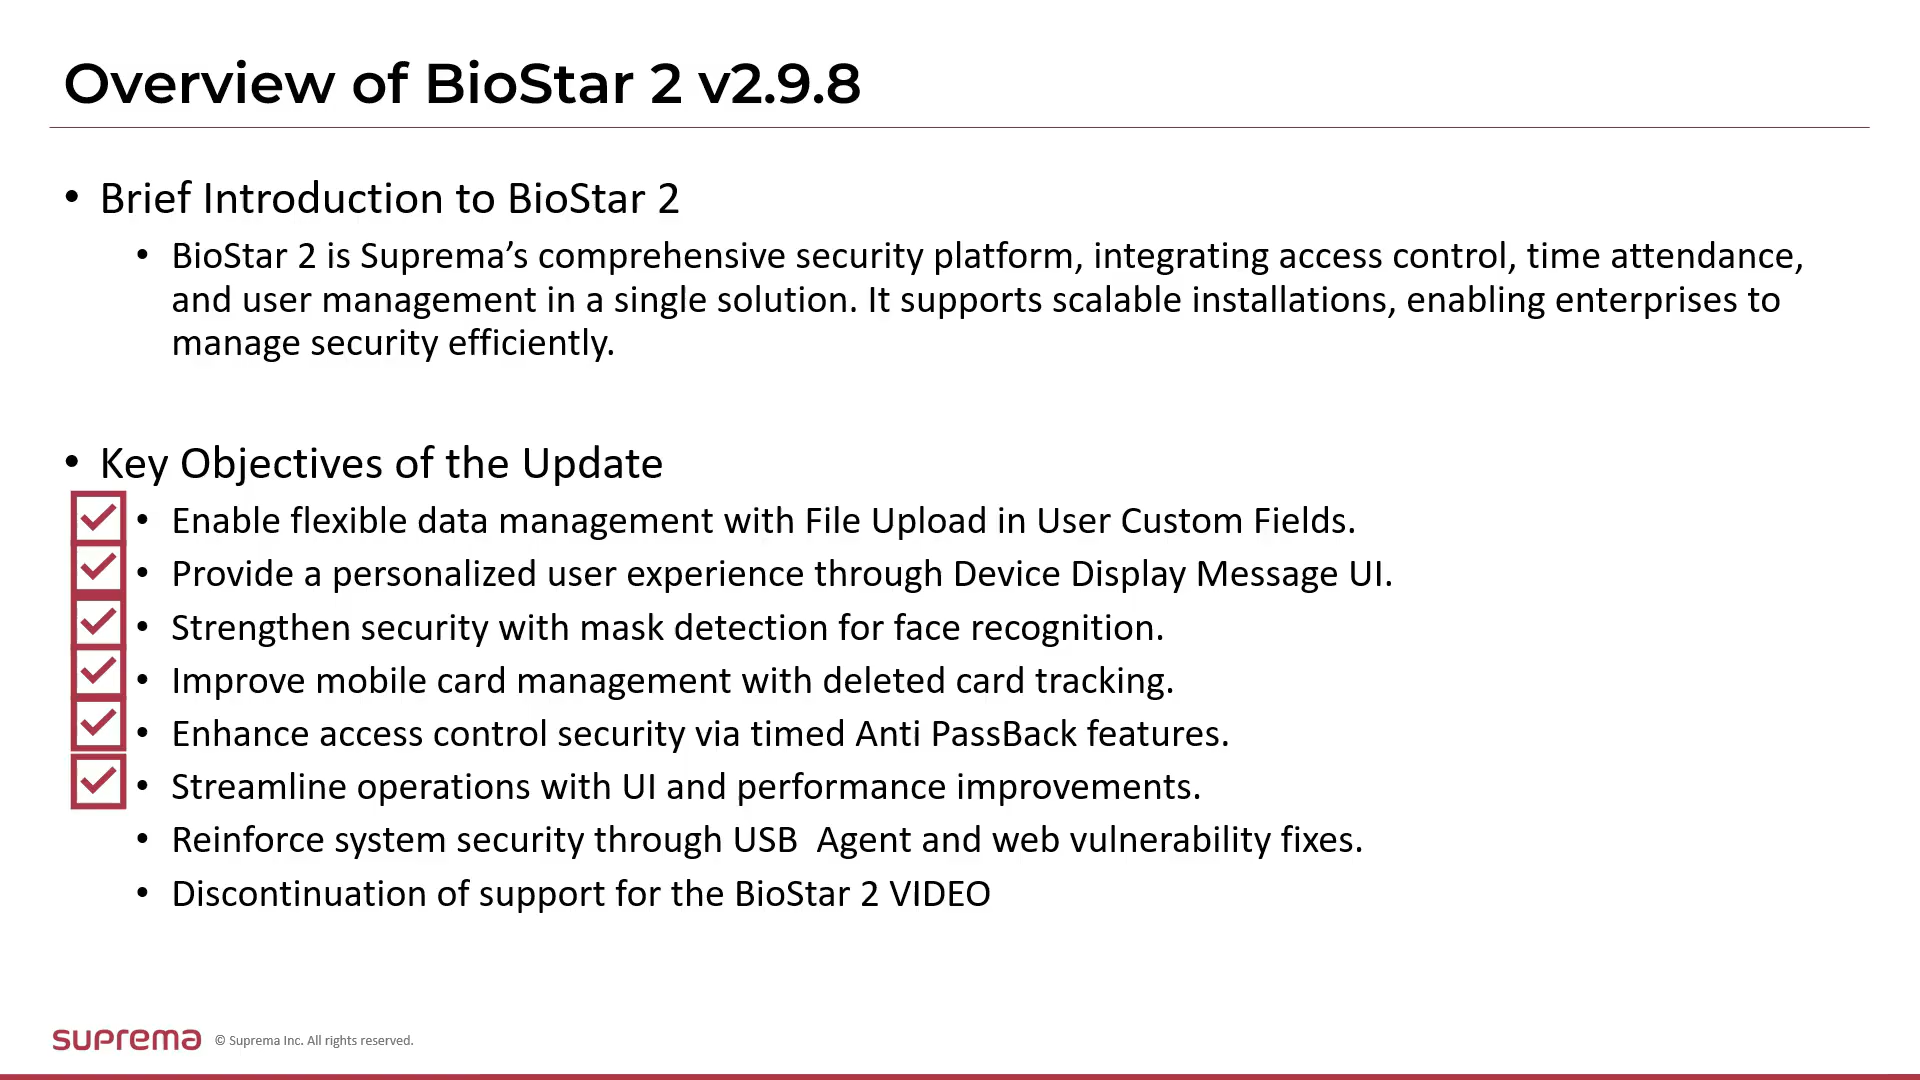 Overview of BioStar 2 v2.9.8
• Brief Introduction to BioStar 2
• BioStar 2 is Suprema’s comprehensive security platform, integrating access control, time attendance,
and user management in a single solution. It supports scalable installations, enabling enterprises to
manage security efficiently.
• Key Objectives of the Update
• Enable flexible data management with File Upload in User Custom Fields.
• Provide a personalized user experience through Device Display Message UI.
• Strengthen security with mask detection for face recognition.
• Improve mobile card management with deleted card tracking.
• Enhance access control security via timed Anti PassBack features.
• Streamline operations with UI and performance improvements.
• Reinforce system security through USB  Agent and web vulnerability fixes.
• Discontinuation of support for the BioStar 2 VIDEO
suprema © Suprema Inc. All rights reserved.